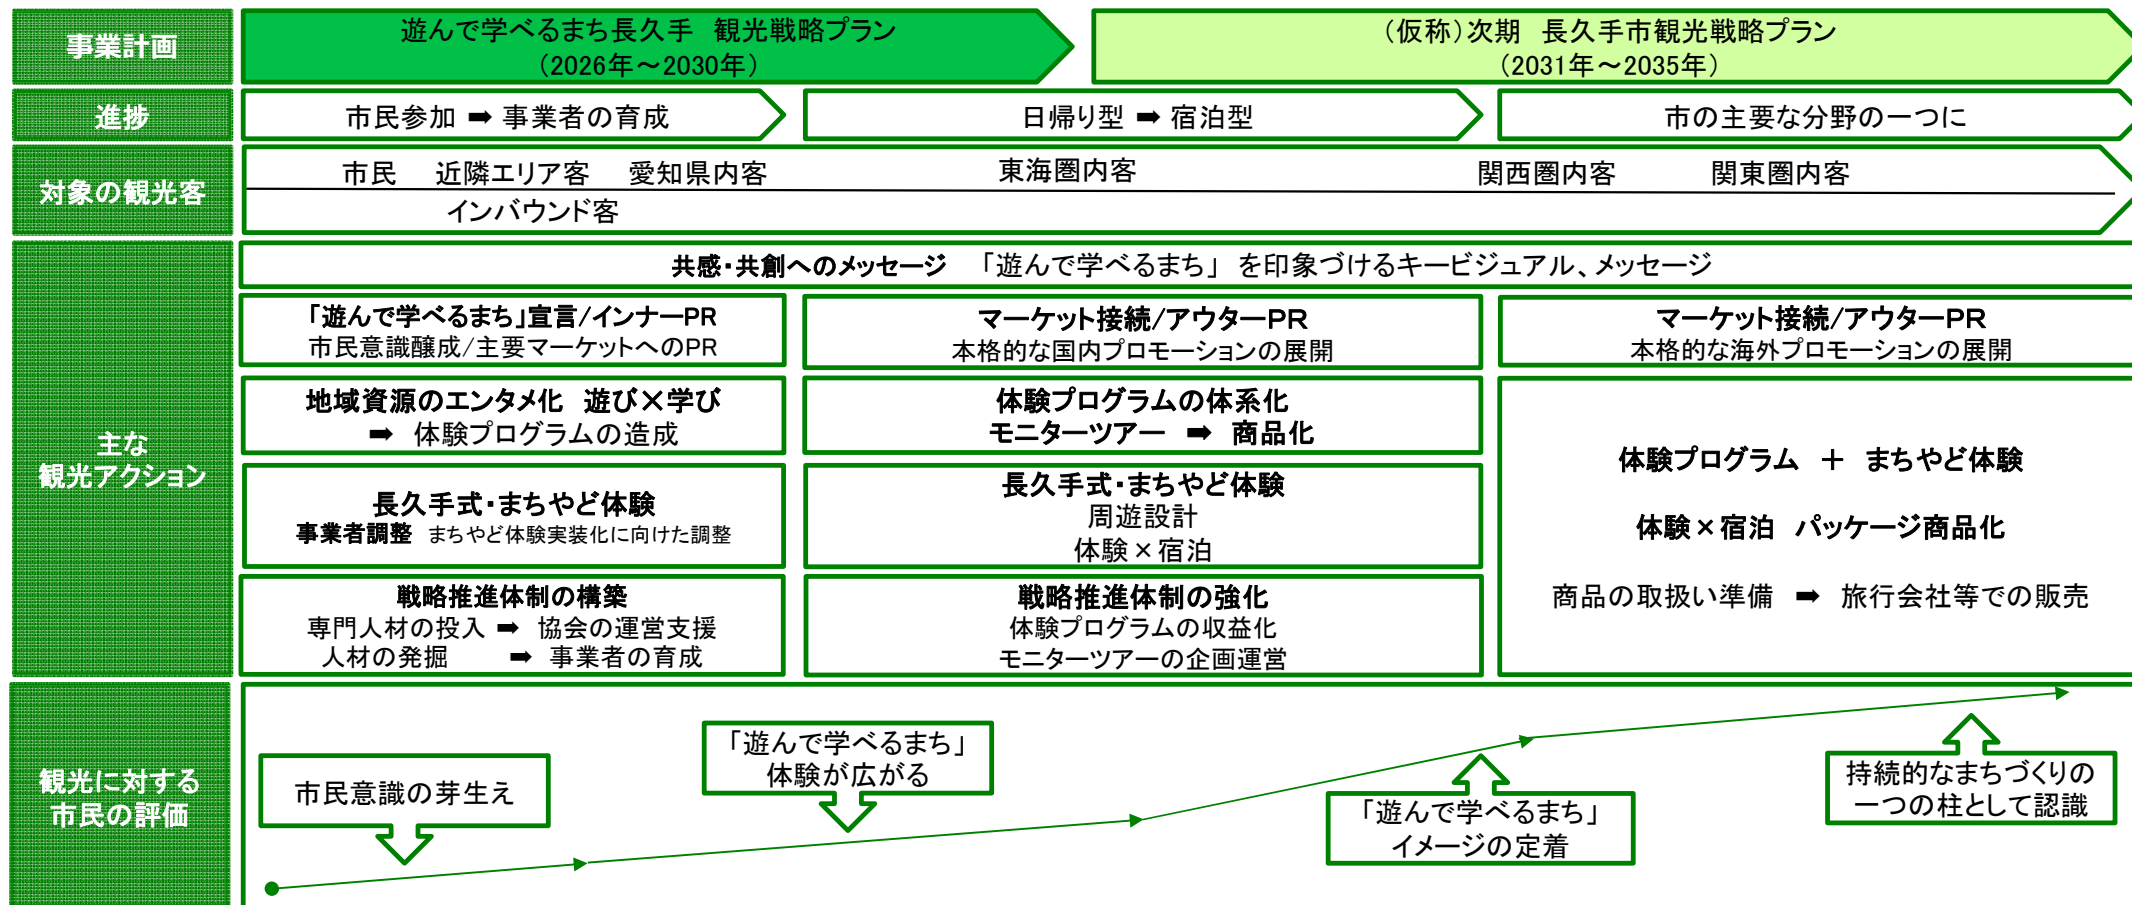 事業計画
遊んで学べるまち長久手　観光戦略プラン
（2026年～2030年）
（仮称）次期　長久手市観光戦略プラン
（2031年～2035年）
進捗
市民参加 ➡ 事業者の育成
日帰り型 ➡ 宿泊型
市の主要な分野の一つに
対象の観光客
市民　近隣エリア客　愛知県内客　東海圏内客　関西圏内客　関東圏内客
インバウンド客
主な
観光アクション
共感・共創へのメッセージ　「遊んで学べるまち」 を印象づけるキービジュアル、メッセージ
「遊んで学べるまち」宣言/インナーPR
市民意識醸成/主要マーケットへのPR
マーケット接続/アウターPR
本格的な国内プロモーションの展開
マーケット接続/アウターPR
本格的な海外プロモーションの展開
地域資源のエンタメ化　遊び×学び
➡　体験プログラムの造成
体験プログラムの体系化
モニターツアー　➡　商品化
長久手式・まちやど体験
事業者調整　まちやど体験実装化に向けた調整
長久手式・まちやど体験
周遊設計
体験×宿泊
戦略推進体制の構築
専門人材の投入 ➡　協会の運営支援
人材の発掘　　➡　事業者の育成
戦略推進体制の強化
体験プログラムの収益化
モニターツアーの企画運営
体験プログラム　＋　まちやど体験
体験×宿泊　パッケージ商品化
商品の取扱い準備　➡　旅行会社等での販売
観光に対する
市民の評価
市民意識の芽生え
「遊んで学べるまち」
体験が広がる
「遊んで学べるまち」
イメージの定着
持続的なまちづくりの
一つの柱として認識